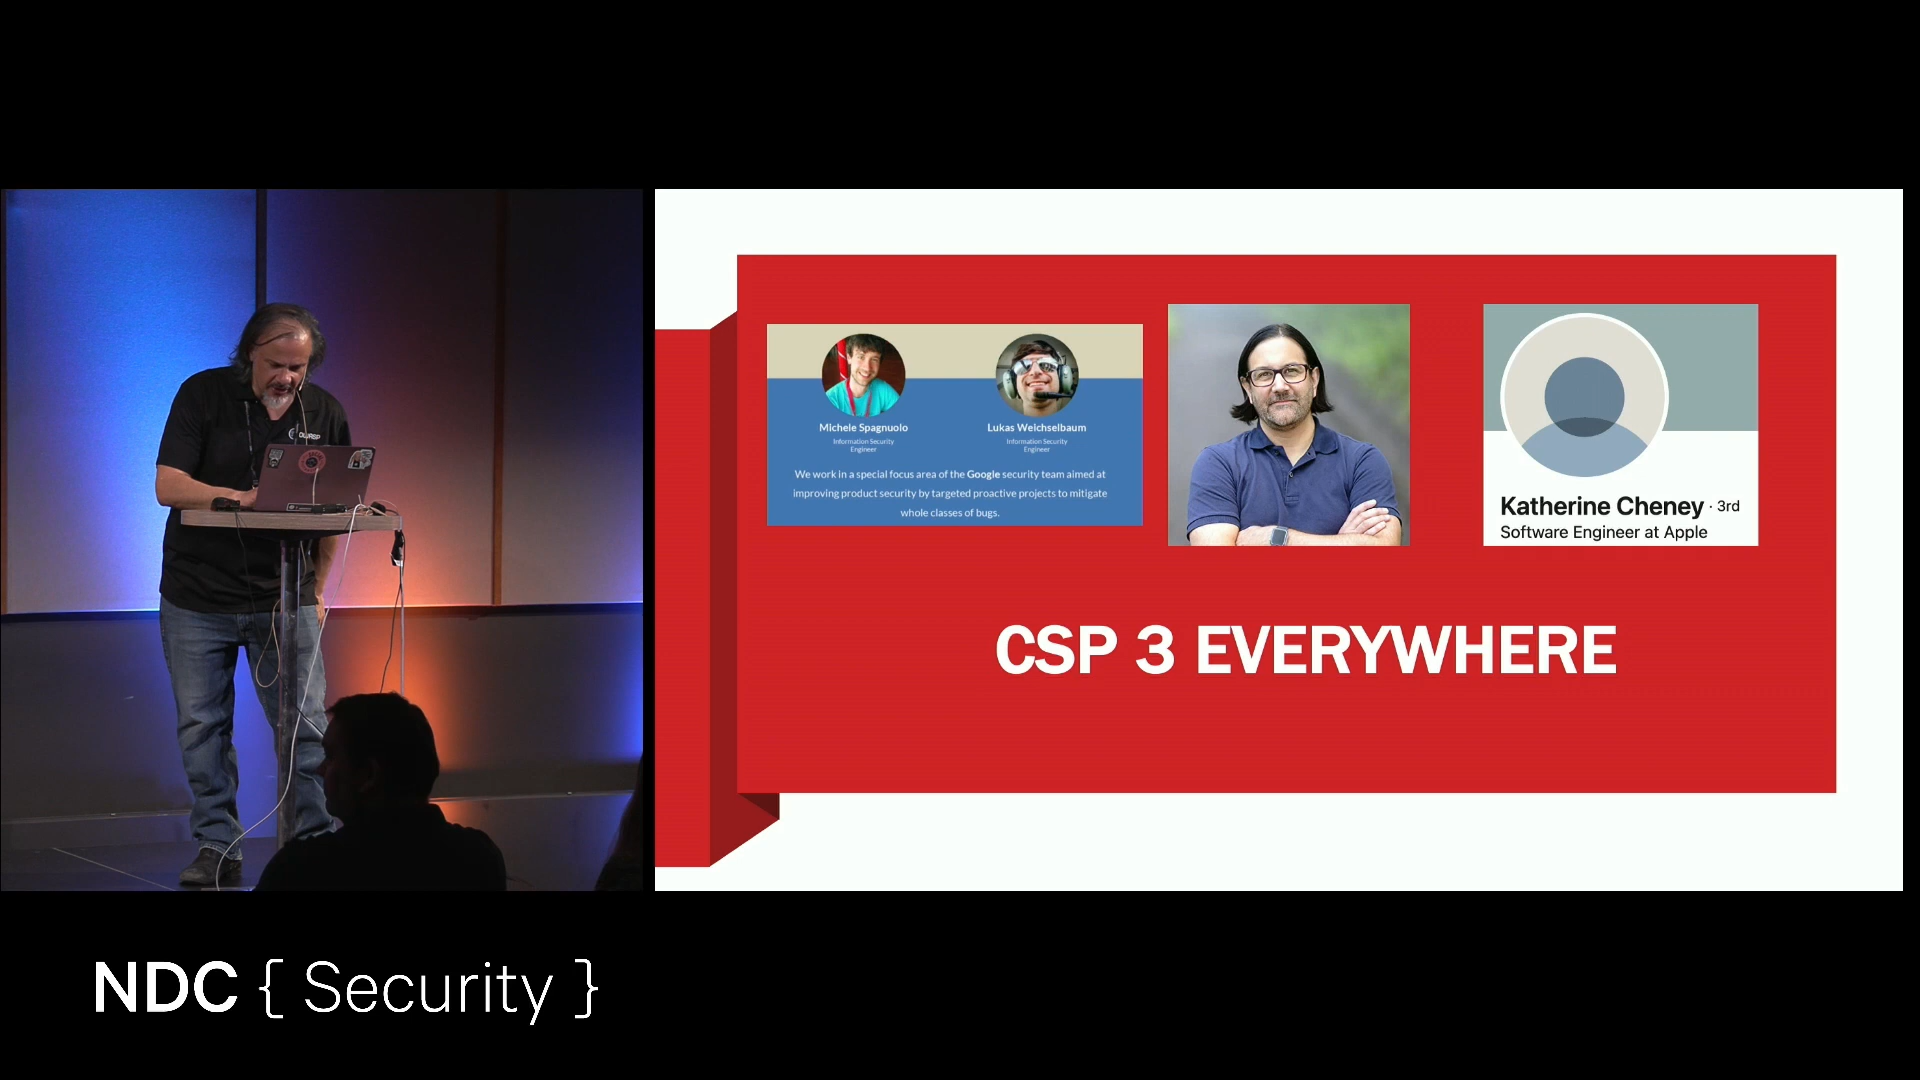 OWASP
Michele Spagnuolo
Information Security
Engineer
Lukas Weichselbaum
Information Security
Engineer
We work in a special focus area of the Google security team aimed at
improving product security by targeted proactive projects to mitigate
whole classes of bugs.
Katherine Cheney · 3rd
Software Engineer at Apple
CSP 3 EVERYWHERE
NDC { Security }